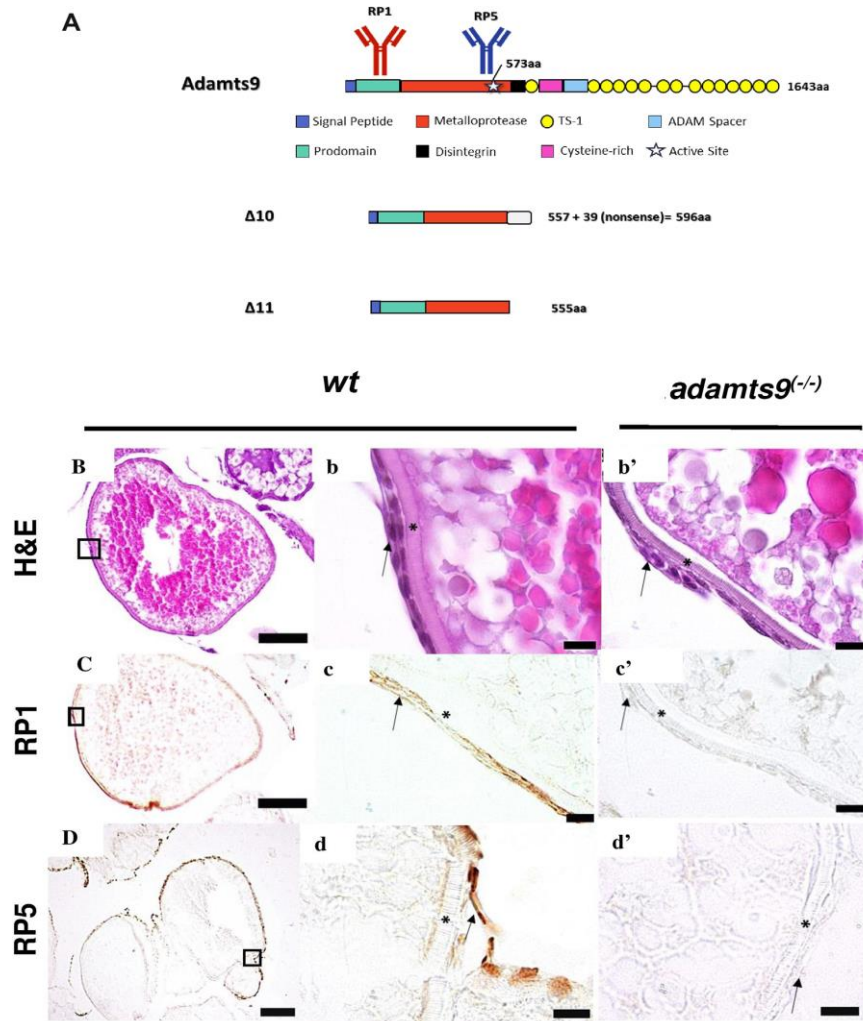 A
RP1 RP5
573aa
Adamts9 1643aa
Signal Peptide Metalloprotease TS-1 ADAM Spacer
Prodomain Disintegrin Cysteine-rich Active Site
Δ10 557 + 39 (nonsense)= 596aa
Δ11 555aa
wt adamts9(-/-)
H&E B b * b' *
RP1 C c * c' *
RP5 D d * d' *